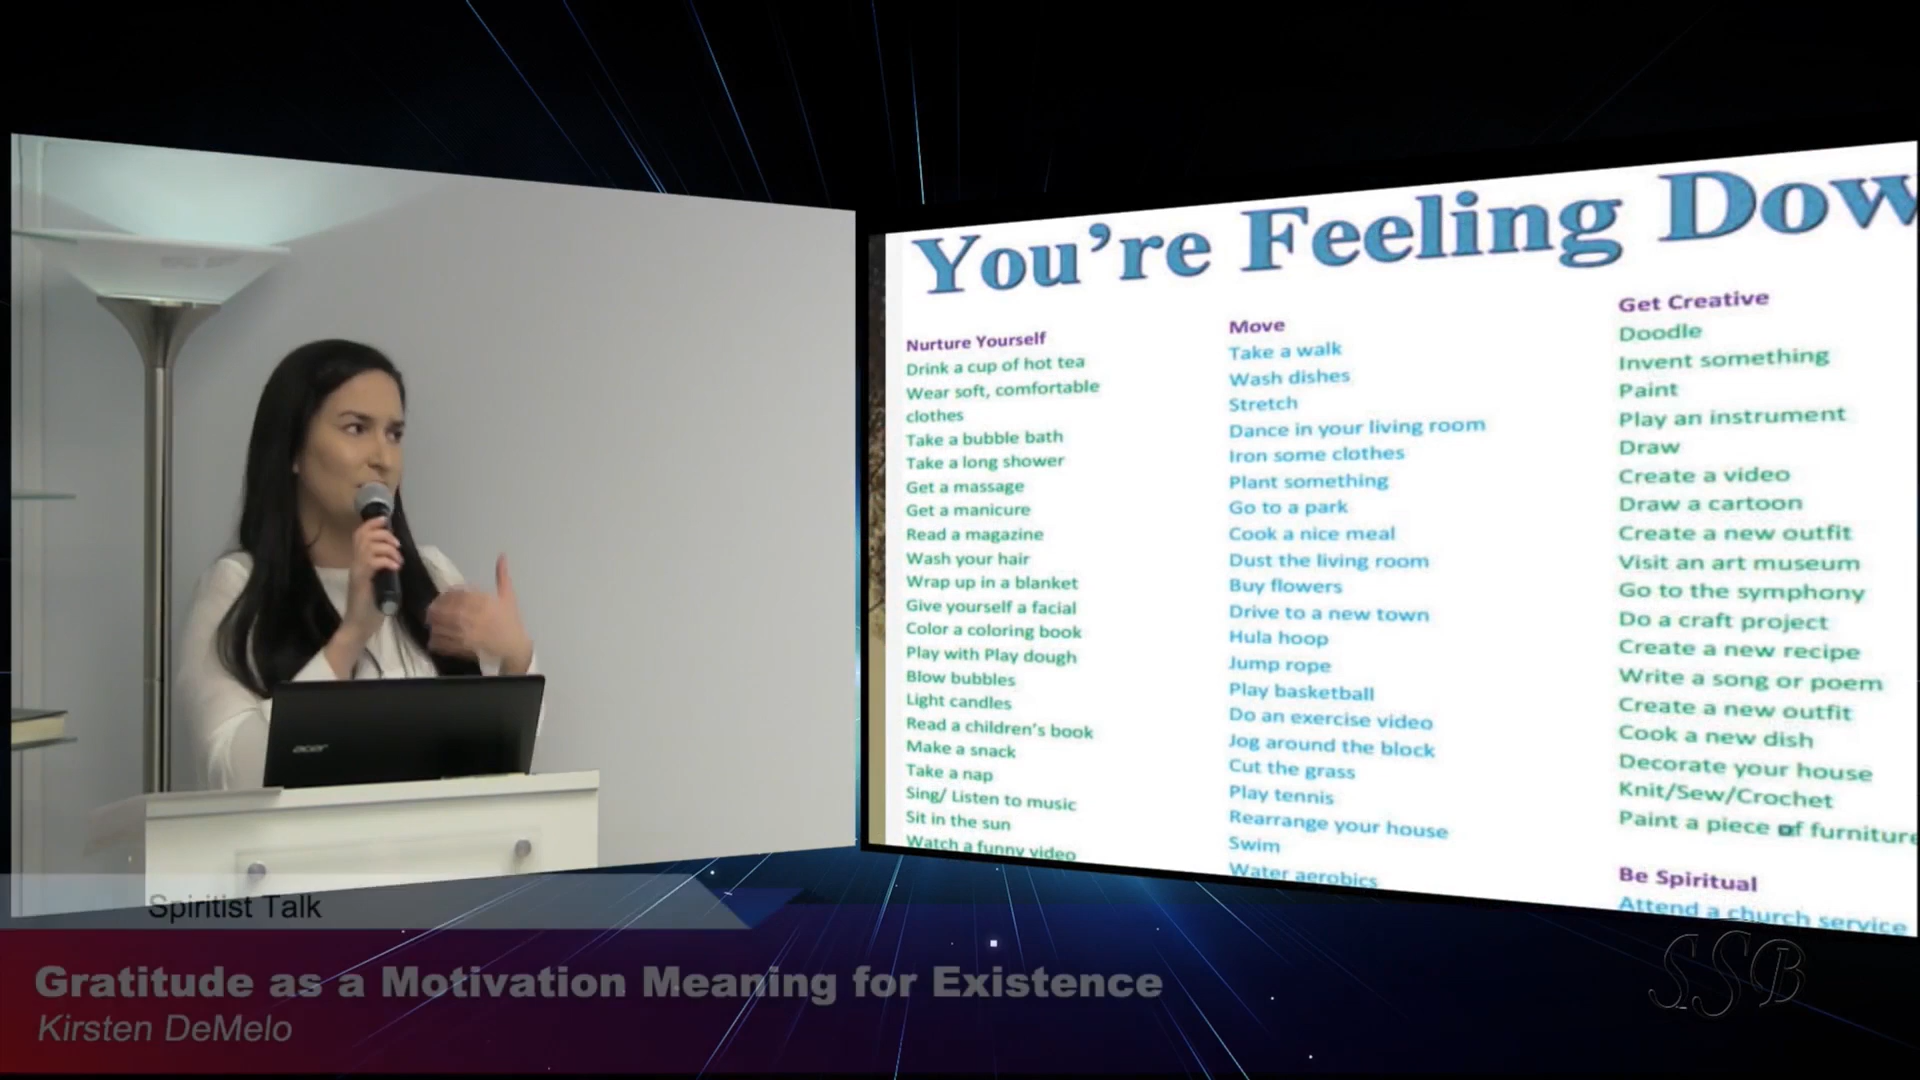 You're Feeling Dow
Nurture Yourself
Drink a cup of hot tea
Wear soft, comfortable
clothes
Take a bubble bath
Take a long shower
Get a massage
Get a manicure
Read a magazine
Wash your hair
Wrap up in a blanket
Give yourself a facial
Color a coloring book
Play with Play dough
Blow bubbles
Light candles
Read a children's book
Make a snack
Take a nap
Sing/ Listen to music
Sit in the sun
Watch a funny video
Move
Take a walk
Wash dishes
Stretch
Dance in your living room
Iron some clothes
Plant something
Go to a park
Cook a nice meal
Dust the living room
Buy flowers
Drive to a new town
Hula hoop
Jump rope
Play basketball
Do an exercise video
Jog around the block
Cut the grass
Play tennis
Rearrange your house
Swim
Water aerobics
Get Creative
Doodle
Invent something
Paint
Play an instrument
Draw
Create a video
Draw a cartoon
Create a new outfit
Visit an art museum
Go to the symphony
Do a craft project
Create a new recipe
Write a song or poem
Create a new outfit
Cook a new dish
Decorate your house
Knit/Sew/Crochet
Paint a piece of furniture
Be Spiritual
Attend a church service
acer
Spiritist Talk
Gratitude as a Motivation Meaning for Existence
Kirsten DeMelo
SSB